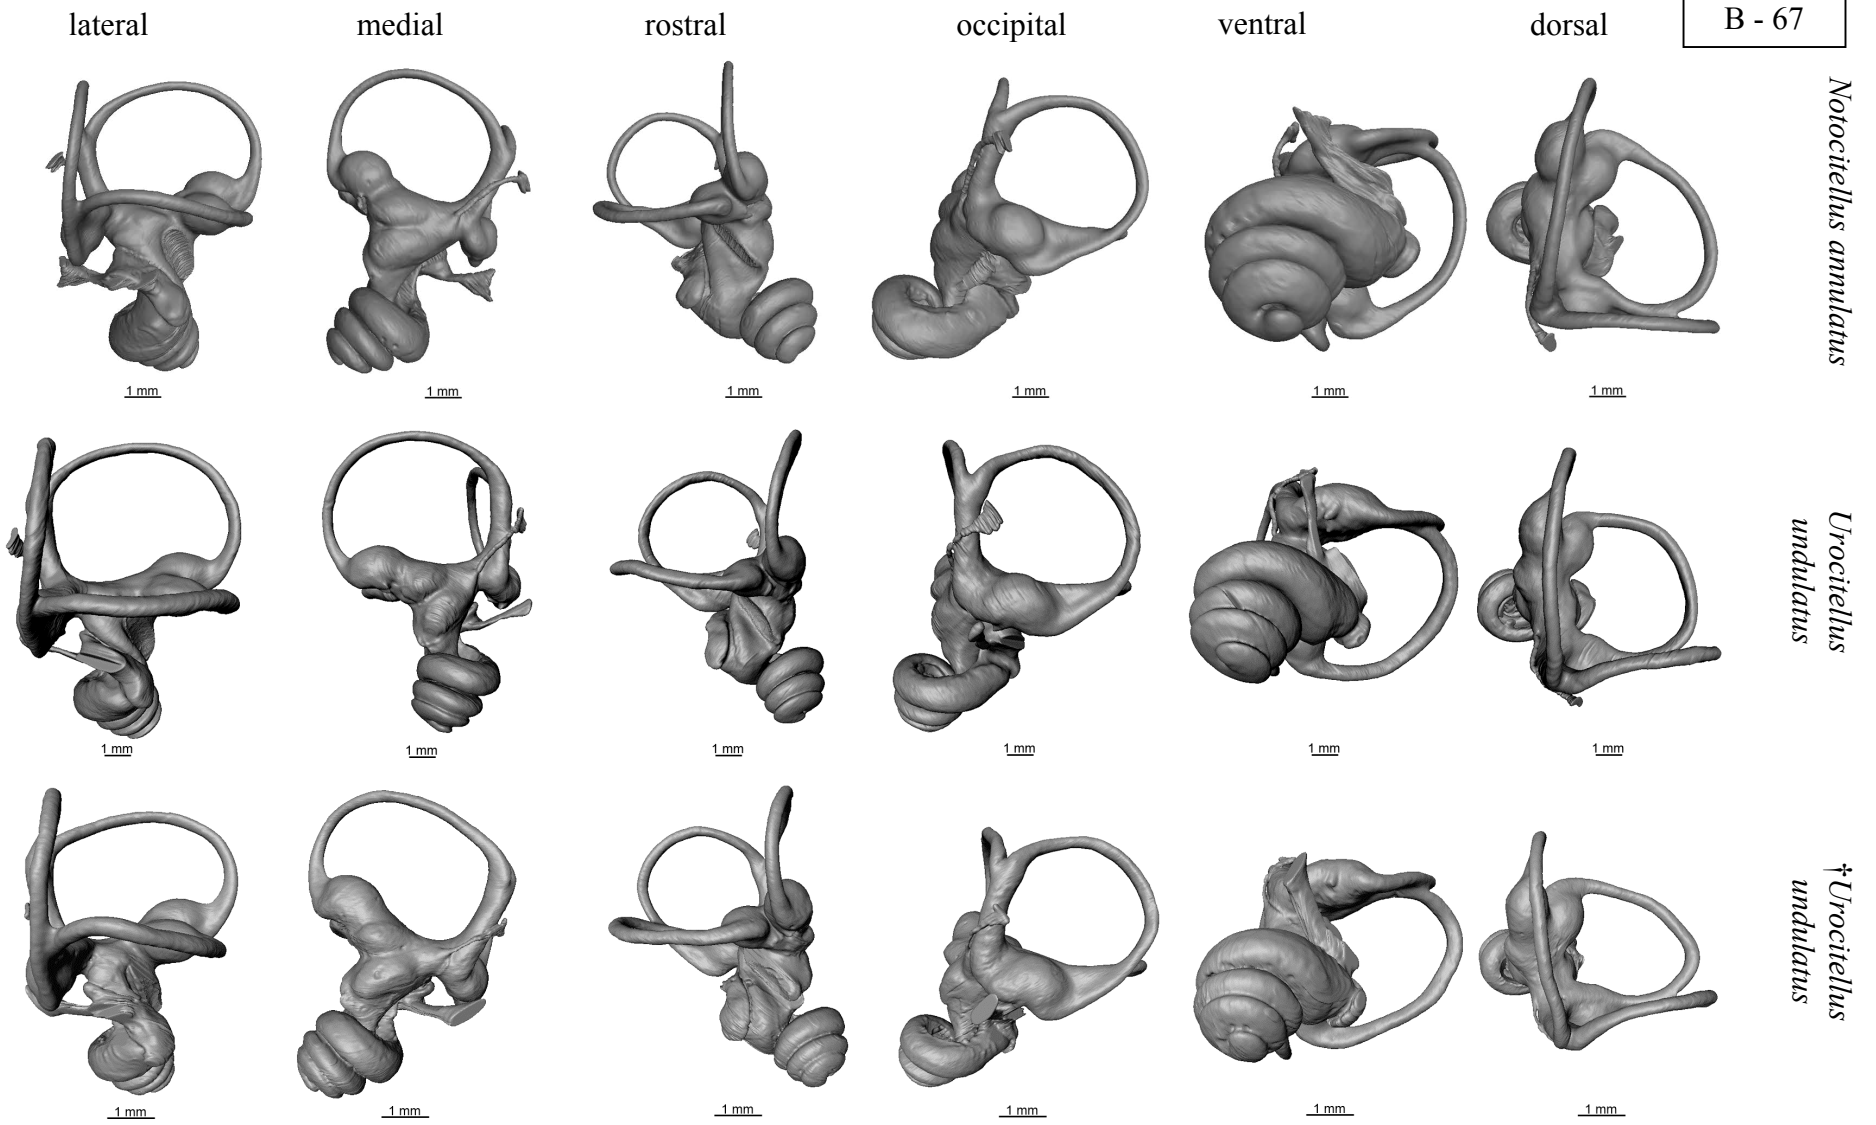 lateral medial rostral occipital ventral dorsal B - 67
Notocitellus annulatus
1 mm 1 mm 1 mm 1 mm 1 mm 1 mm
Urocitellus
undulatus
1 mm 1 mm 1 mm 1 mm 1 mm 1 mm
†Urocitellus
undulatus
1 mm 1 mm 1 mm 1 mm 1 mm 1 mm